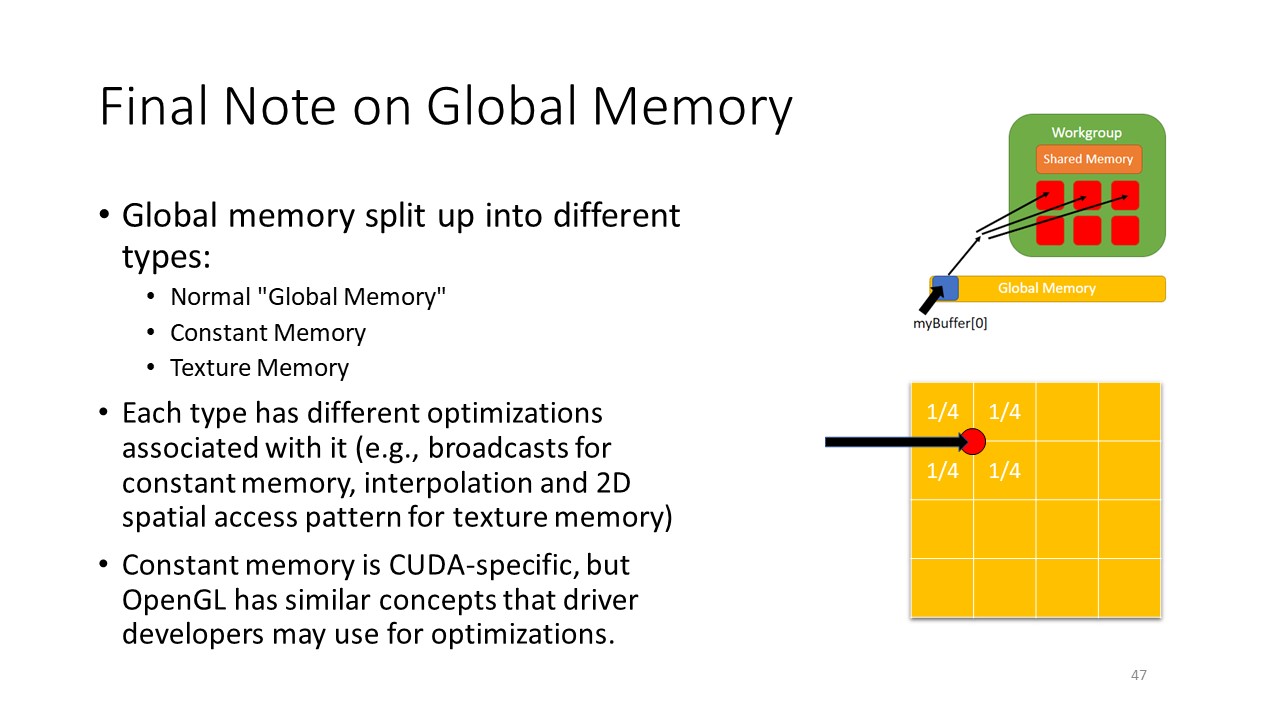 Final Note on Global Memory
• Global memory split up into different
types:
• Normal "Global Memory"
• Constant Memory
• Texture Memory
• Each type has different optimizations
associated with it (e.g., broadcasts for
constant memory, interpolation and 2D
spatial access pattern for texture memory)
• Constant memory is CUDA-specific, but
OpenGL has similar concepts that driver
developers may use for optimizations.
Workgroup
Shared Memory
Global Memory
myBuffer[0]
1/4 1/4
1/4 1/4
47